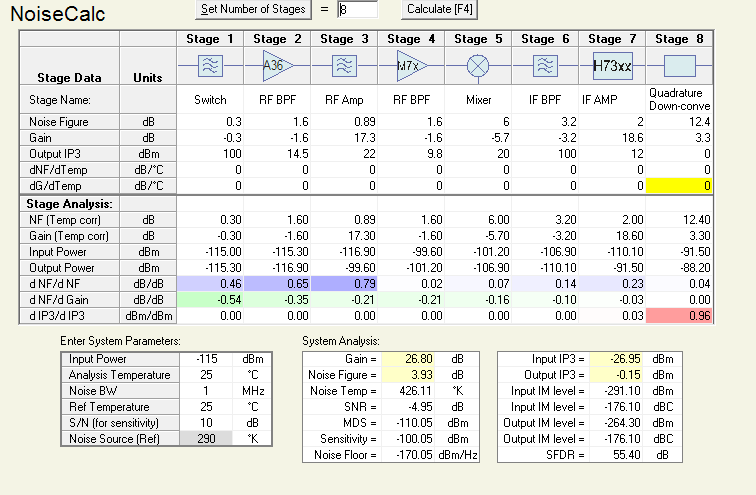 NoiseCalc
Set Number of Stages = 8 Calculate [F4]
Stage 1 Stage 2 Stage 3 Stage 4 Stage 5 Stage 6 Stage 7 Stage 8
A36 M7x H73xx
Stage Data Units
Stage Name: Switch RF BPF RF Amp RF BPF Mixer IF BPF IF AMP Quadrature
Down-conve
Noise Figure dB 0.3 1.6 0.89 1.6 6 3.2 2 12.4
Gain dB -0.3 -1.6 17.3 -1.6 -5.7 -3.2 18.6 3.3
Output IP3 dBm 100 14.5 22 9.8 20 100 12 0
dNF/dTemp dB/°C 0 0 0 0 0 0 0 0
dG/dTemp dB/°C 0 0 0 0 0 0 0 0
Stage Analysis:
NF (Temp corr) dB 0.30 1.60 0.89 1.60 6.00 3.20 2.00 12.40
Gain (Temp corr) dB -0.30 -1.60 17.30 -1.60 -5.70 -3.20 18.60 3.30
Input Power dBm -115.00 -115.30 -116.90 -99.60 -101.20 -106.90 -110.10 -91.50
Output Power dBm -115.30 -116.90 -99.60 -101.20 -106.90 -110.10 -91.50 -88.20
d NF/d NF dB/dB 0.46 0.65 0.79 0.02 0.07 0.14 0.23 0.04
d NF/d Gain dB/dB -0.54 -0.35 -0.21 -0.21 -0.16 -0.10 -0.03 0.00
d IP3/d IP3 dBm/dBm 0.00 0.00 0.00 0.00 0.00 0.00 0.03 0.96
Enter System Parameters:
Input Power -115 dBm
Analysis Temperature 25 °C
Noise BW 1 MHz
Ref Temperature 25 °C
S/N (for sensitivity) 10 dB
Noise Source (Ref) 290 °K
System Analysis:
Gain = 26.80 dB
Noise Figure = 3.93 dB
Noise Temp = 426.11 °K
SNR = -4.95 dB
MDS = -110.05 dBm
Sensitivity = -100.05 dBm
Noise Floor = -170.05 dBm/Hz
Input IP3 = -26.95 dBm
Output IP3 = -0.15 dBm
Input IM level = -291.10 dBm
Input IM level = -176.10 dBC
Output IM level = -264.30 dBm
Output IM level = -176.10 dBC
SFDR = 55.40 dB